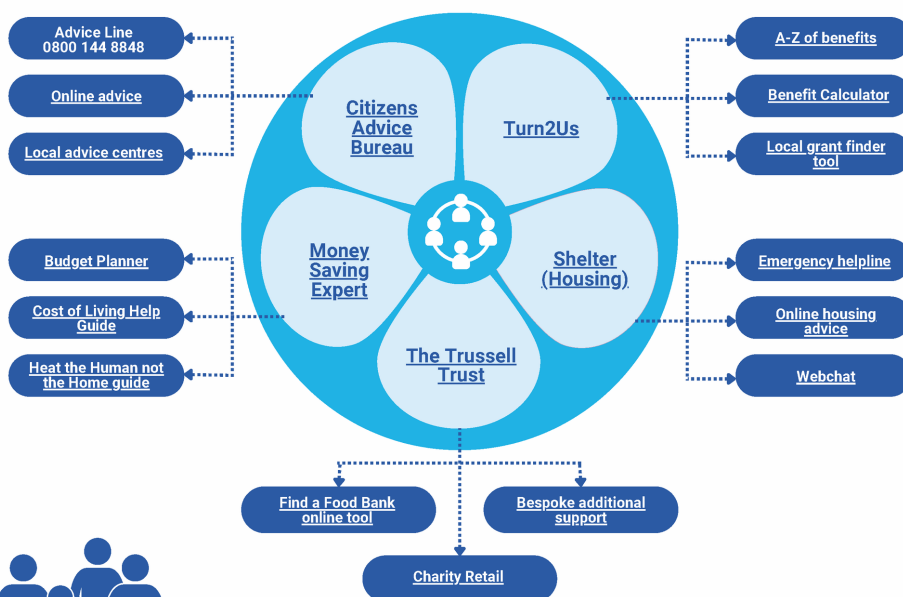 Advice Line
0800 144 8848
Online advice
Local advice centres
Citizens
Advice
Bureau
Turn2Us
A-Z of benefits
Benefit Calculator
Local grant finder
tool
Budget Planner
Cost of Living Help
Guide
Heat the Human not
the Home guide
Money
Saving
Expert
Shelter
(Housing)
Emergency helpline
Online housing
advice
Webchat
The Trussell
Trust
Find a Food Bank
online tool
Bespoke additional
support
Charity Retail